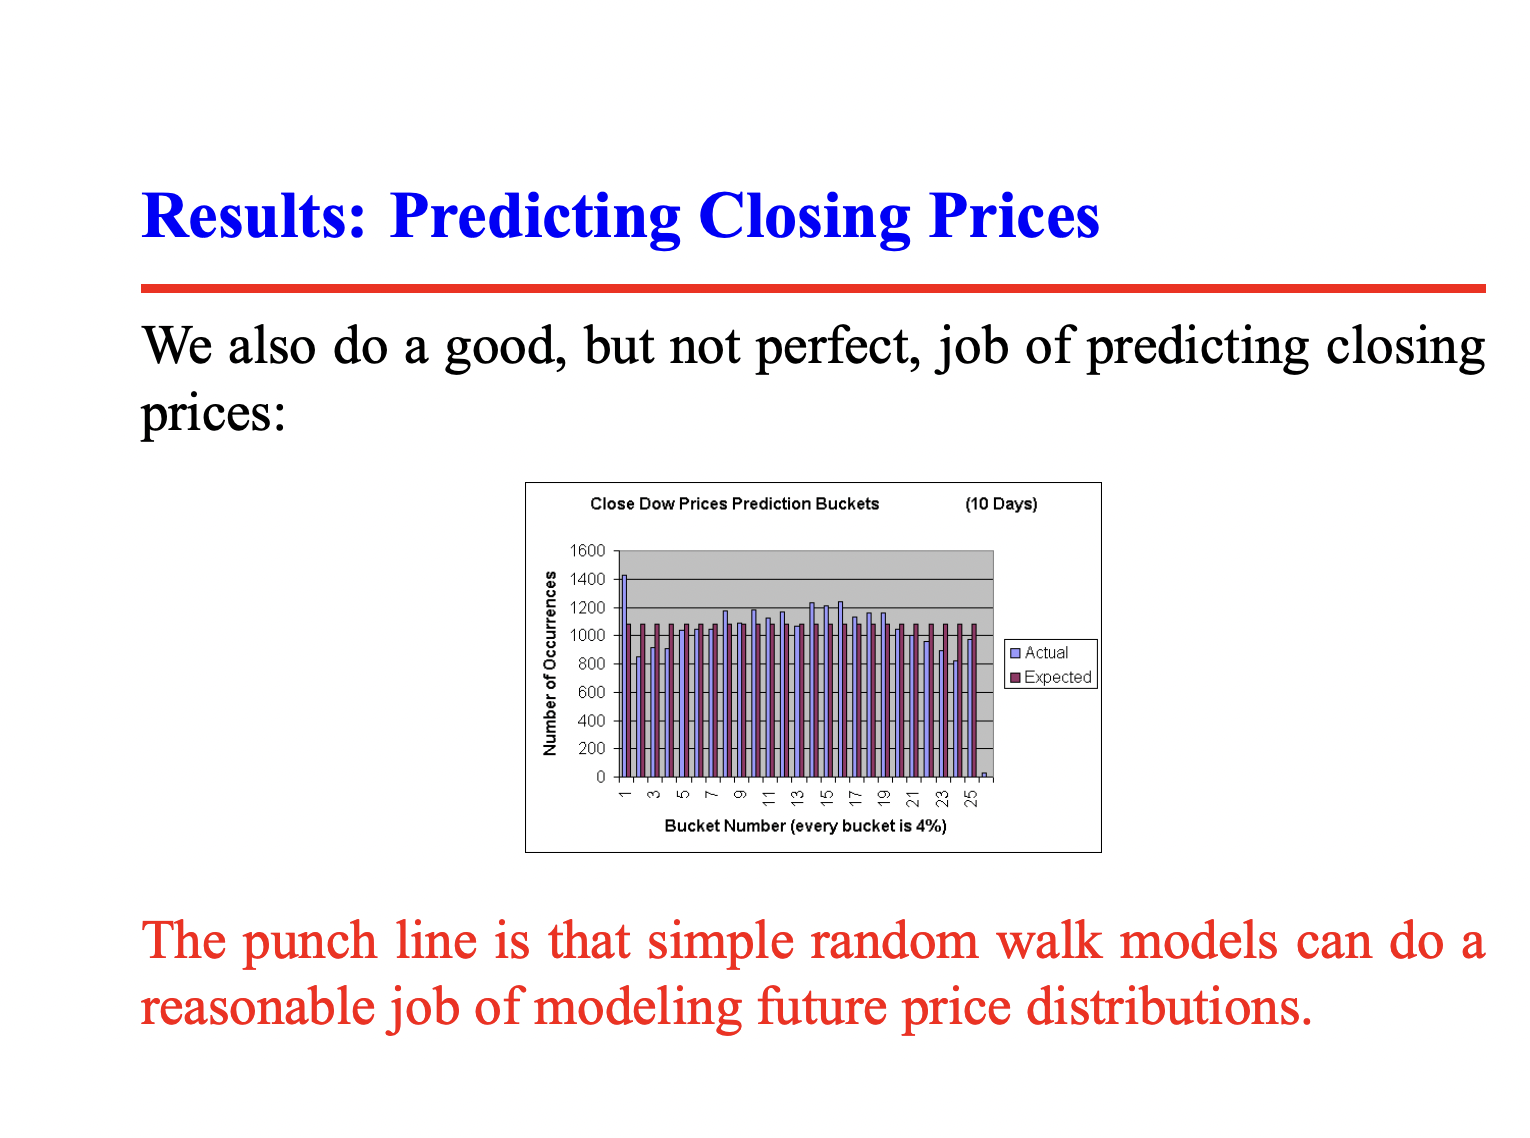 Results: Predicting Closing Prices
We also do a good, but not perfect, job of predicting closing
prices:
Close Dow Prices Prediction Buckets (10 Days)
Number of Occurrences
1600
1400
1200
1000
800
600
400
200
0
1 3 5 7 9 11 13 15 17 19 21 23 25
Bucket Number (every bucket is 4%)
Actual
Expected
The punch line is that simple random walk models can do a
reasonable job of modeling future price distributions.